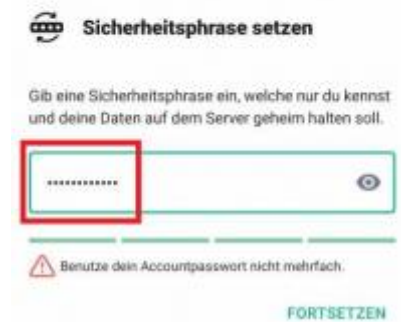 Sicherheitsphrase setzen
Gib eine Sicherheitsphrase ein, welche nur du kennst
und deine Daten auf dem Server geheim halten soll.
••••••••••••
Benutze dein Accountpasswort nicht mehrfach.
FORTSETZEN